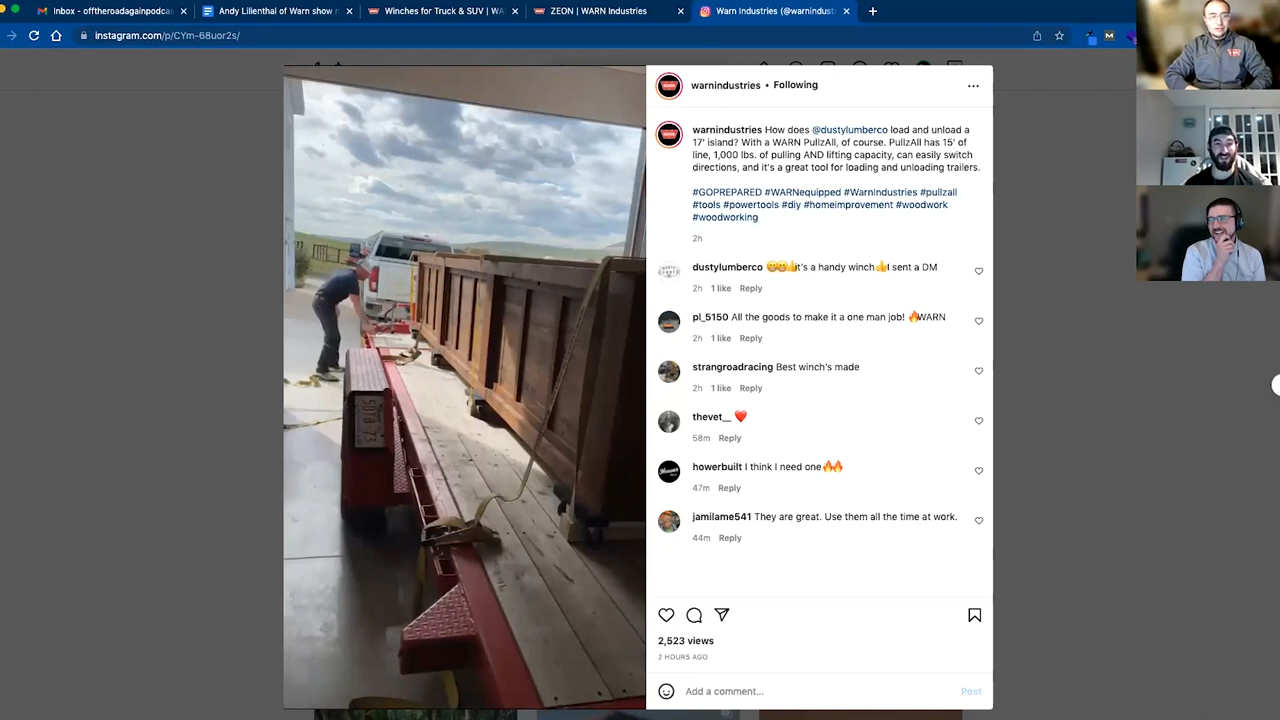 Inbox - offtheroadagainpodcas
Andy Lilienthal of Warn show n
Winches for Truck & SUV | WA
ZEON | WARN Industries
Warn Industries (@warnindust
instagram.com/p/CYm-68uor2s/
warnindustries • Following
warnindustries How does @dustylumberco load and unload a
17' island? With a WARN PullzAll, of course. PullzAll has 15' of
line, 1,000 lbs. of pulling AND lifting capacity, can easily switch
directions, and it's a great tool for loading and unloading trailers.
#GOPREPARED #WARNequipped #WarnIndustries #pullzall
#tools #powertools #diy #homeimprovement #woodwork
#woodworking
2h
dustylumberco 😁😁👍it's a handy winch👍I sent a DM
2h 1 like Reply
pl_5150 All the goods to make it a one man job! 🔥WARN
2h 1 like Reply
strangroadracing Best winch's made
2h 1 like Reply
thevet__ ❤️
58m Reply
howerbuilt I think I need one🔥🔥
47m Reply
jamilame541 They are great. Use them all the time at work.
44m Reply
2,523 views
2 HOURS AGO
Add a comment...
Post